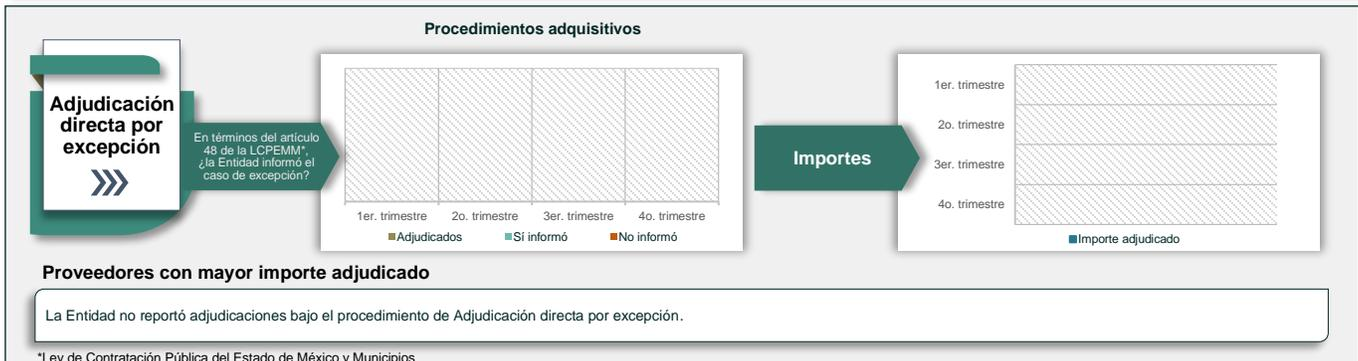 Procedimientos adquisitivos
Adjudicación
directa por
excepción
En términos del artículo
48 de la LCPEMM*,
¿la Entidad informó el
caso de excepción?
1er. trimestre 2o. trimestre 3er. trimestre 4o. trimestre
Adjudicados Sí informó No informó
Importes
1er. trimestre
2o. trimestre
3er. trimestre
4o. trimestre
Importe adjudicado
Proveedores con mayor importe adjudicado
La Entidad no reportó adjudicaciones bajo el procedimiento de Adjudicación directa por excepción.
*Ley de Contratación Pública del Estado de México y Municipios